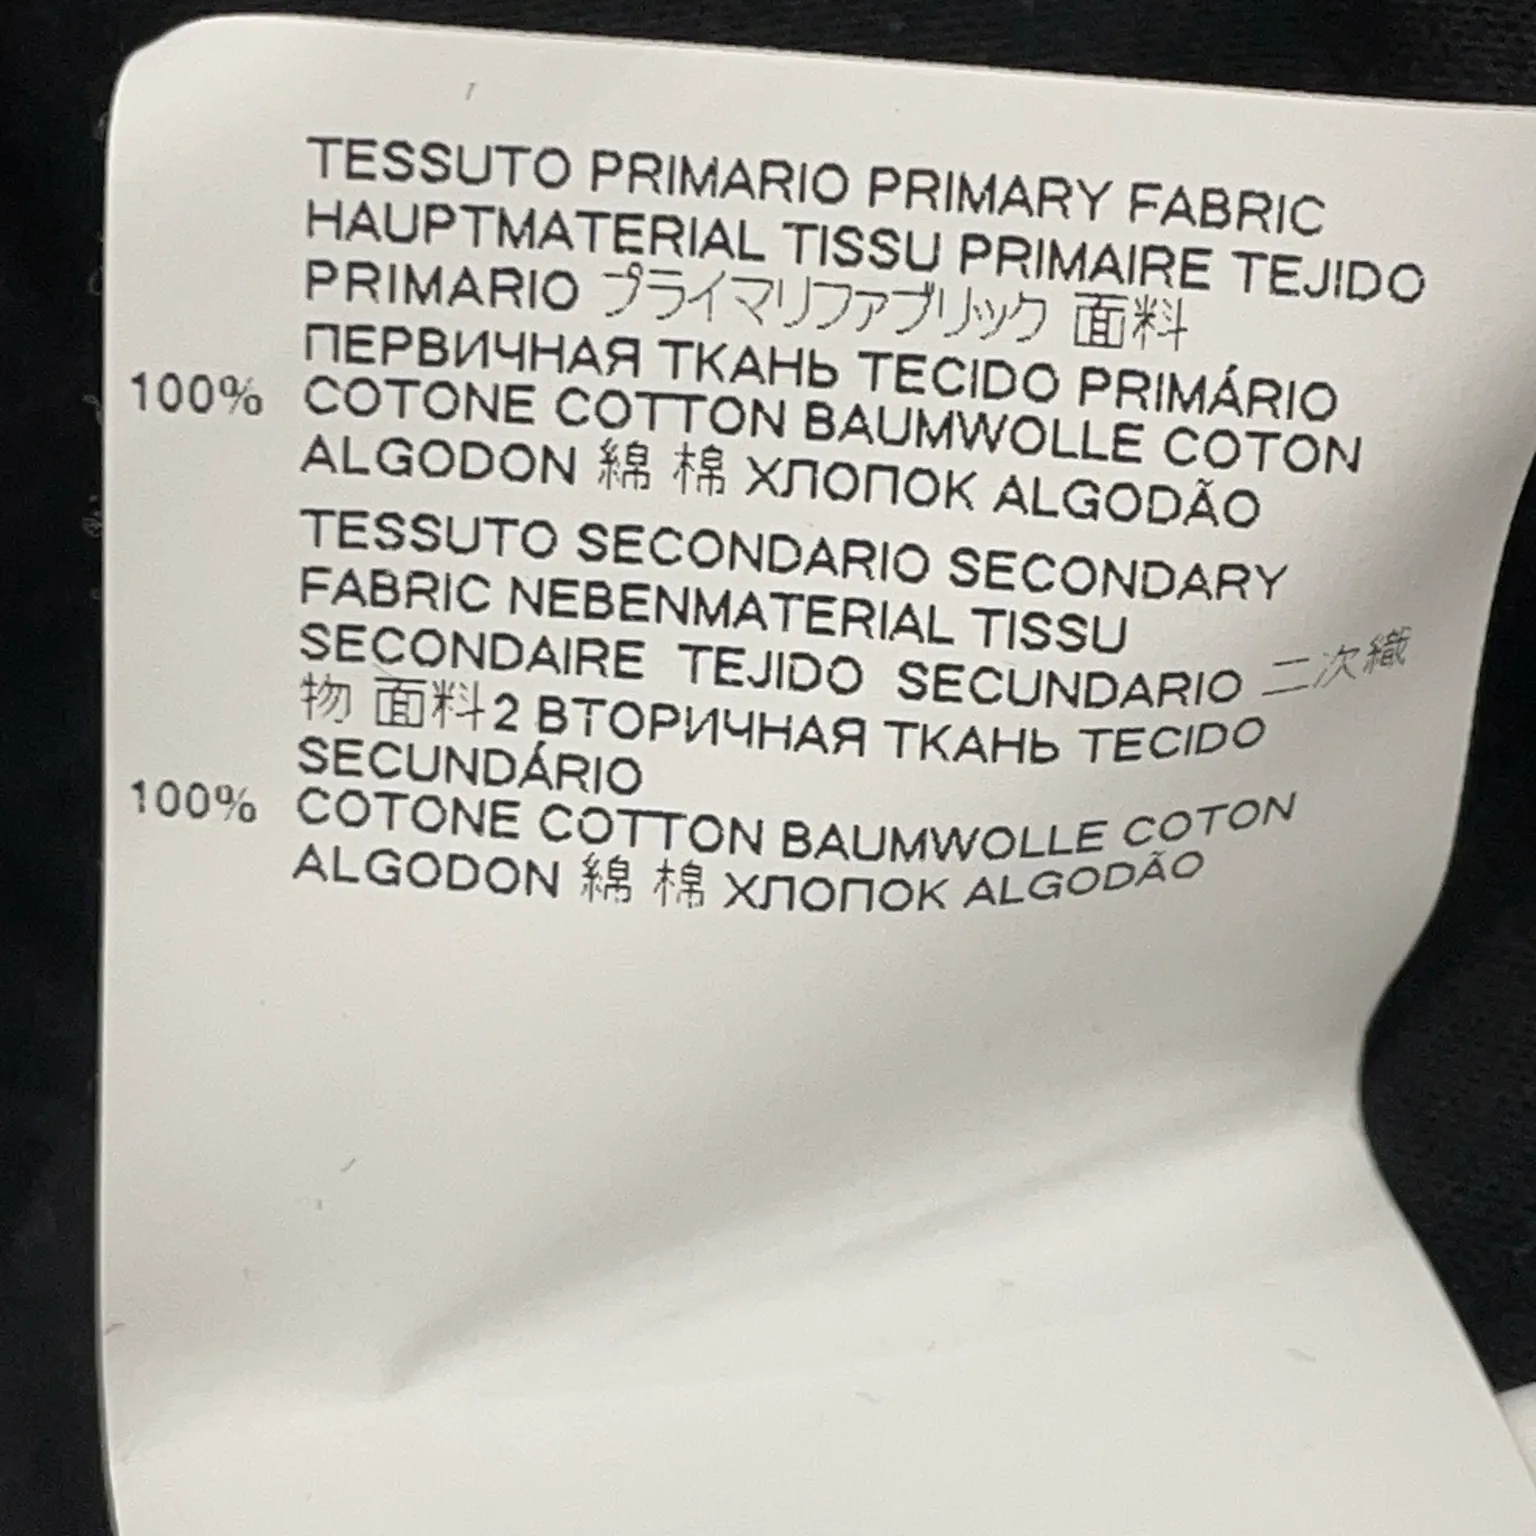 TESSUTO PRIMARIO PRIMARY FABRIC
HAUPTMATERIAL TISSU PRIMAIRE TEJIDO
PRIMARIO プライマリファブリック 面料
ПЕРВИЧНАЯ ТКАНЬ TECIDO PRIMÁRIO
100% COTONE COTTON BAUMWOLLE COTON
ALGODON 綿 棉 ХЛОПОК ALGODÃO
TESSUTO SECONDARIO SECONDARY
FABRIC NEBENMATERIAL TISSU
SECONDAIRE TEJIDO SECUNDARIO 二次織
物 面料2 ВТОРИЧНАЯ ТКАНЬ TECIDO
SECUNDÁRIO
100% COTONE COTTON BAUMWOLLE COTON
ALGODON 綿 棉 ХЛОПОК ALGODÃO